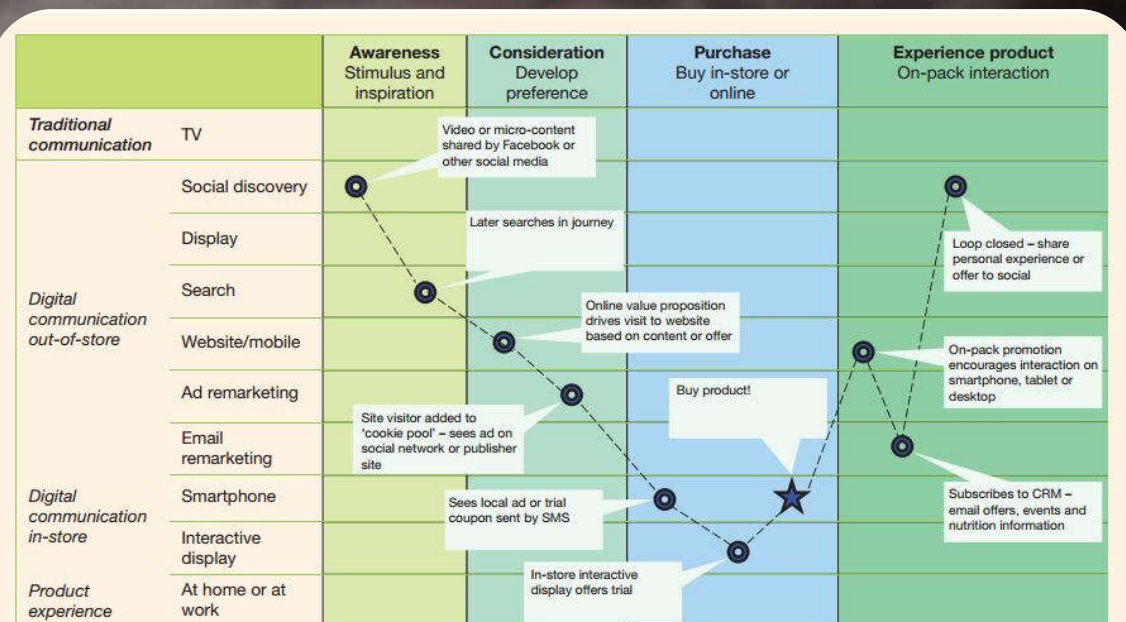 Awareness
Stimulus and
inspiration
Consideration
Develop
preference
Purchase
Buy in-store or
online
Experience product
On-pack interaction
Traditional
communication
TV
Video or micro-content
shared by Facebook or
other social media
Digital
communication
out-of-store
Social discovery
Display
Loop closed – share
personal experience or
offer to social
Later searches in journey
Search
Website/mobile
Online value proposition
drives visit to website
based on content or offer
On-pack promotion
encourages interaction on
smartphone, tablet or
desktop
Ad remarketing
Buy product!
Site visitor added to
‘cookie pool’ – sees ad on
social network or publisher
site
Email
remarketing
Digital
communication
in-store
Smartphone
Sees local ad or trial
coupon sent by SMS
Subscribes to CRM –
email offers, events and
nutrition information
Interactive
display
In-store interactive
display offers trial
Product
experience
At home or at
work